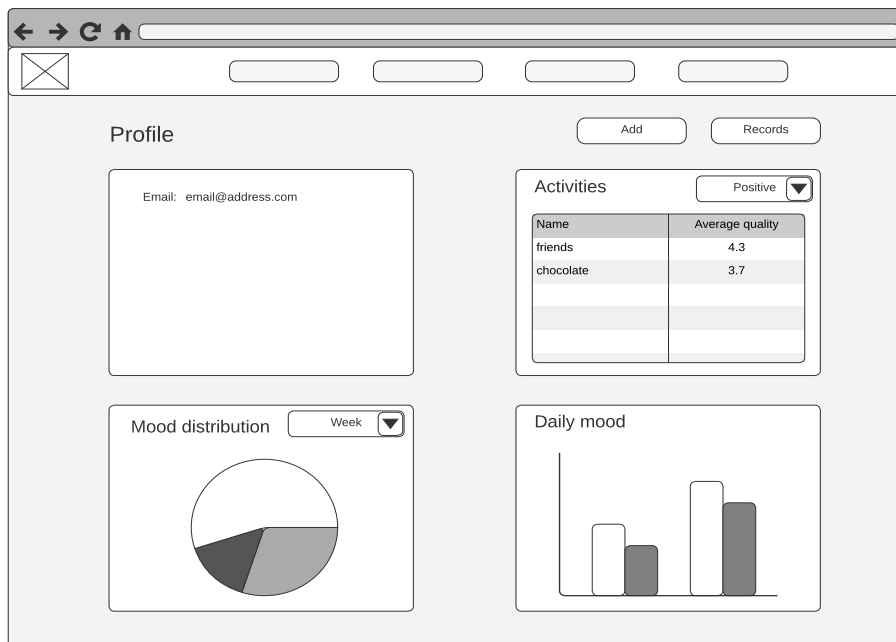 Profile
Add
Records
Email: email@address.com
Activities
Positive
Name Average quality
friends 4.3
chocolate 3.7
Mood distribution
Week
Daily mood